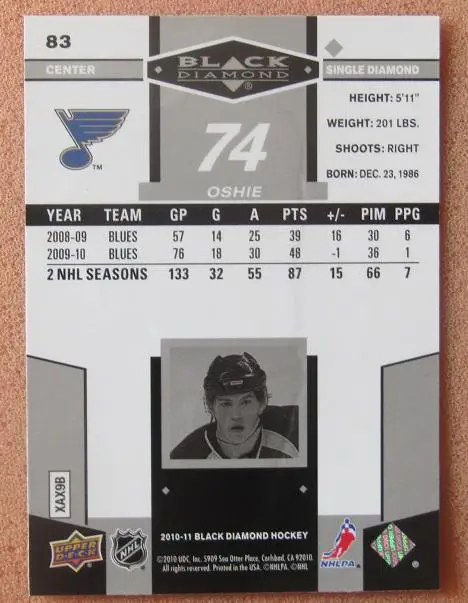 83
BLACK
DIAMOND
®
CENTER
SINGLE DIAMOND
HEIGHT: 5'11"
WEIGHT: 201 LBS.
SHOOTS: RIGHT
BORN: DEC. 23, 1986
TM
74
OSHIE
YEAR TEAM GP G A PTS +/- PIM PPG
2008-09 BLUES 57 14 25 39 16 30 6
2009-10 BLUES 76 18 30 48 -1 36 1
2 NHL SEASONS 133 32 55 87 15 66 7
XAX9B
2010-11 BLACK DIAMOND HOCKEY
UPPER DECK
NHL
©2010 UDC, Inc. 5909 Sea Otter Place, Carlsbad, CA 92010.
All rights reserved. Printed in the USA. ©NHLPA. ©NHL
NHLPA